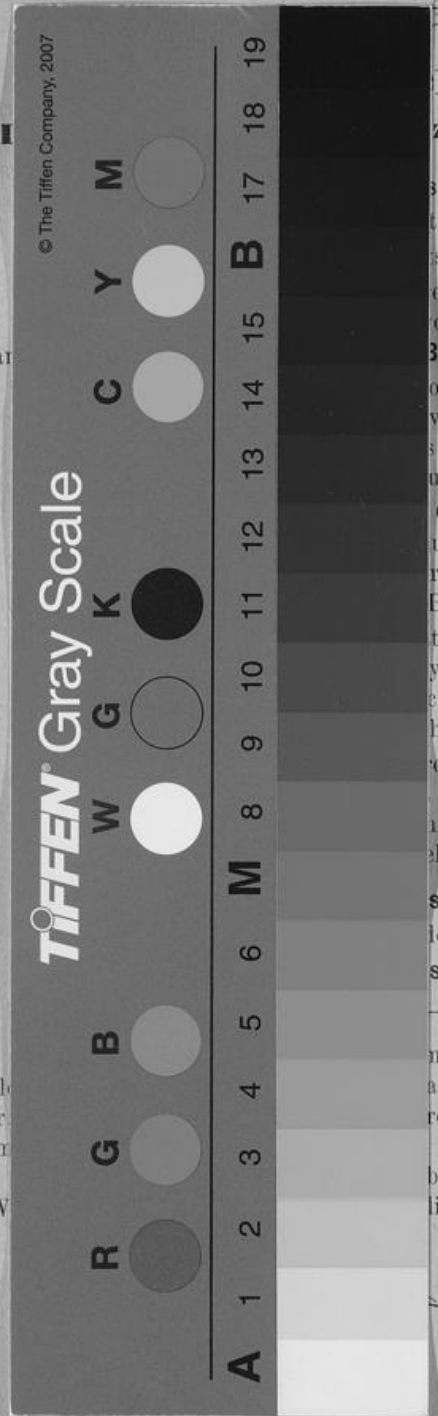 © The Tiffen Company, 2007
TIFFEN® Gray Scale
R G B W G K C Y M
A 1 2 3 4 5 6 M 8 9 10 11 12 13 14 15 B 17 18 19